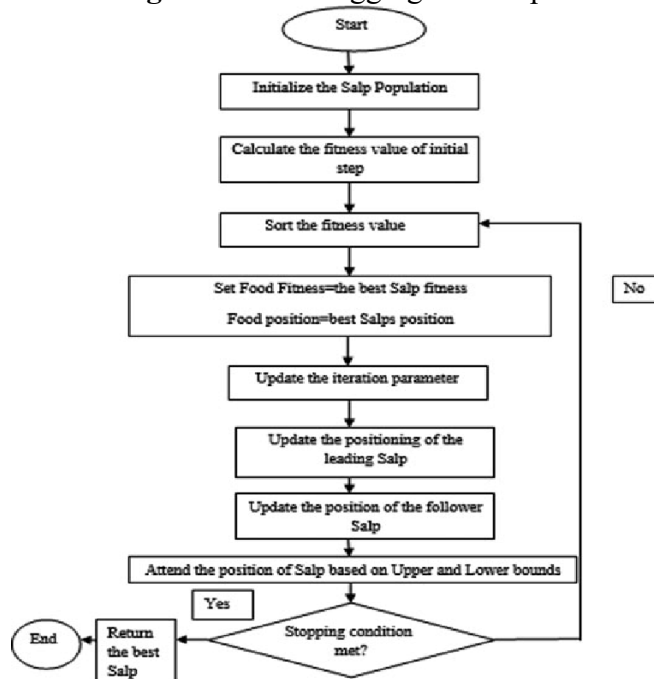 Start
Initialize the Salp Population
Calculate the fitness value of initial
step
Sort the fitness value
Set Food Fitness=the best Salp fitness
Food position=best Salps position
No
Update the iteration parameter
Update the positioning of the
leading Salp
Update the position of the follower
Salp
Attend the position of Salp based on Upper and Lower bounds
Yes
Stopping condition
met?
Return
the best
Salp
End